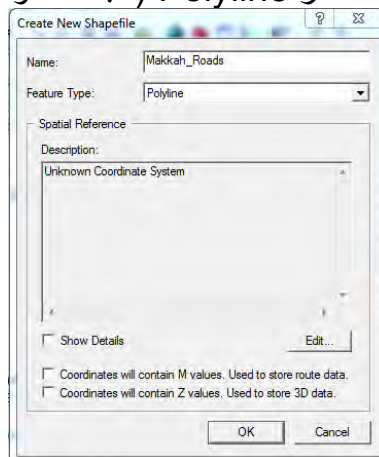 Polyline
Create New Shapefile
Name: Makkah_Roads
Feature Type: Polyline
Spatial Reference
Description:
Unknown Coordinate System
Show Details
Edit...
Coordinates will contain M values. Used to store route data.
Coordinates will contain Z values. Used to store 3D data.
OK Cancel